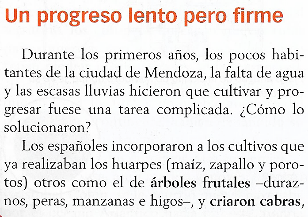 Un progreso lento pero firme
Durante los primeros años, los pocos habi-
tantes de la ciudad de Mendoza, la falta de agua
y las escasas lluvias hicieron que cultivar y pro-
gresar fuese una tarea complicada. ¿Cómo lo
solucionaron?
Los españoles incorporaron a los cultivos que
ya realizaban los huarpes (maíz, zapallo y poro-
tos) otros como el de árboles frutales –duraz-
nos, peras, manzanas e higos–, y criaron cabras,